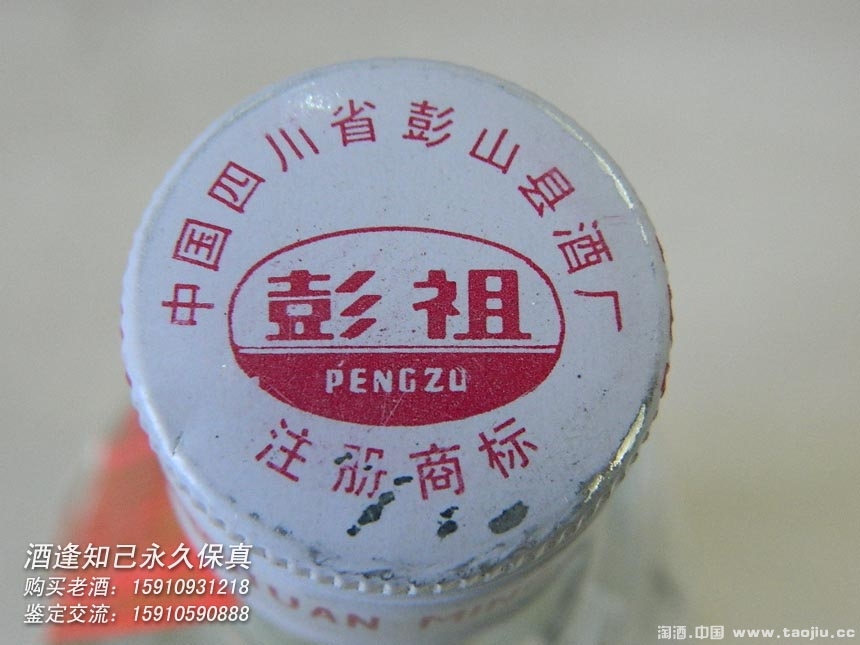 中国四川省彭山县酒厂
彭祖
PENGZU
注册商标
酒逢知己永久保真
购买老酒：15910931218
鉴定交流：15910590888
淘酒.中国 www.taojiu.cc